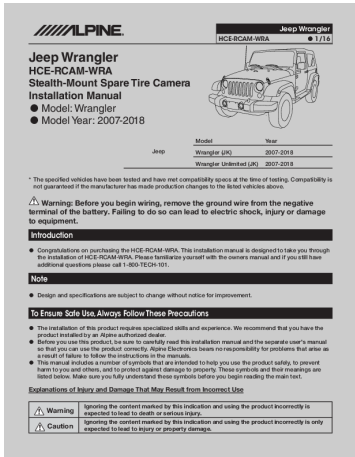 ALPINE.
Jeep Wrangler
HCE-RCAM-WRA ● 1/16
Jeep Wrangler
HCE-RCAM-WRA
Stealth-Mount Spare Tire Camera
Installation Manual
● Model: Wrangler
● Model Year: 2007-2018
Model Year
Jeep Wrangler (JK) 2007-2018
Wrangler Unlimited (JK) 2007-2018
* The specified vehicles have been tested and have met compatibility specs at the time of testing. Compatibility is
not guaranteed if the manufacturer has made production changes to the listed vehicles above.
Warning: Before you begin wiring, remove the ground wire from the negative
terminal of the battery. Failing to do so can lead to electric shock, injury or damage
to equipment.
Introduction
● Congratulations on purchasing the HCE-RCAM-WRA. This installation manual is designed to take you through
the installation of HCE-RCAM-WRA. Please familiarize yourself with the owners manual and if you still have
additional questions please call 1-800-TECH-101.
Note
● Design and specifications are subject to change without notice for improvement.
To Ensure Safe Use, Always Follow These Precautions
● The installation of this product requires specialized skills and experience. We recommend that you have the
product installed by an Alpine authorized dealer.
● Before you use this product, be sure to carefully read this installation manual and the separate user's manual
so that you can use the product correctly. Alpine Electronics bears no responsibility for problems that arise as
a result of failure to follow the instructions in the manuals.
● This manual includes a number of symbols that are intended to help you use the product safely, to prevent
harm to you and others, and to protect against damage to property. These symbols and their meanings are
listed below. Make sure you fully understand these symbols before you begin reading the main text.
Explanations of Injury and Damage That May Result from Incorrect Use
Warning Ignoring the content marked by this indication and using the product incorrectly is
expected to lead to death or serious injury.
Caution Ignoring the content marked by this indication and using the product incorrectly is only
expected to lead to injury or property damage.